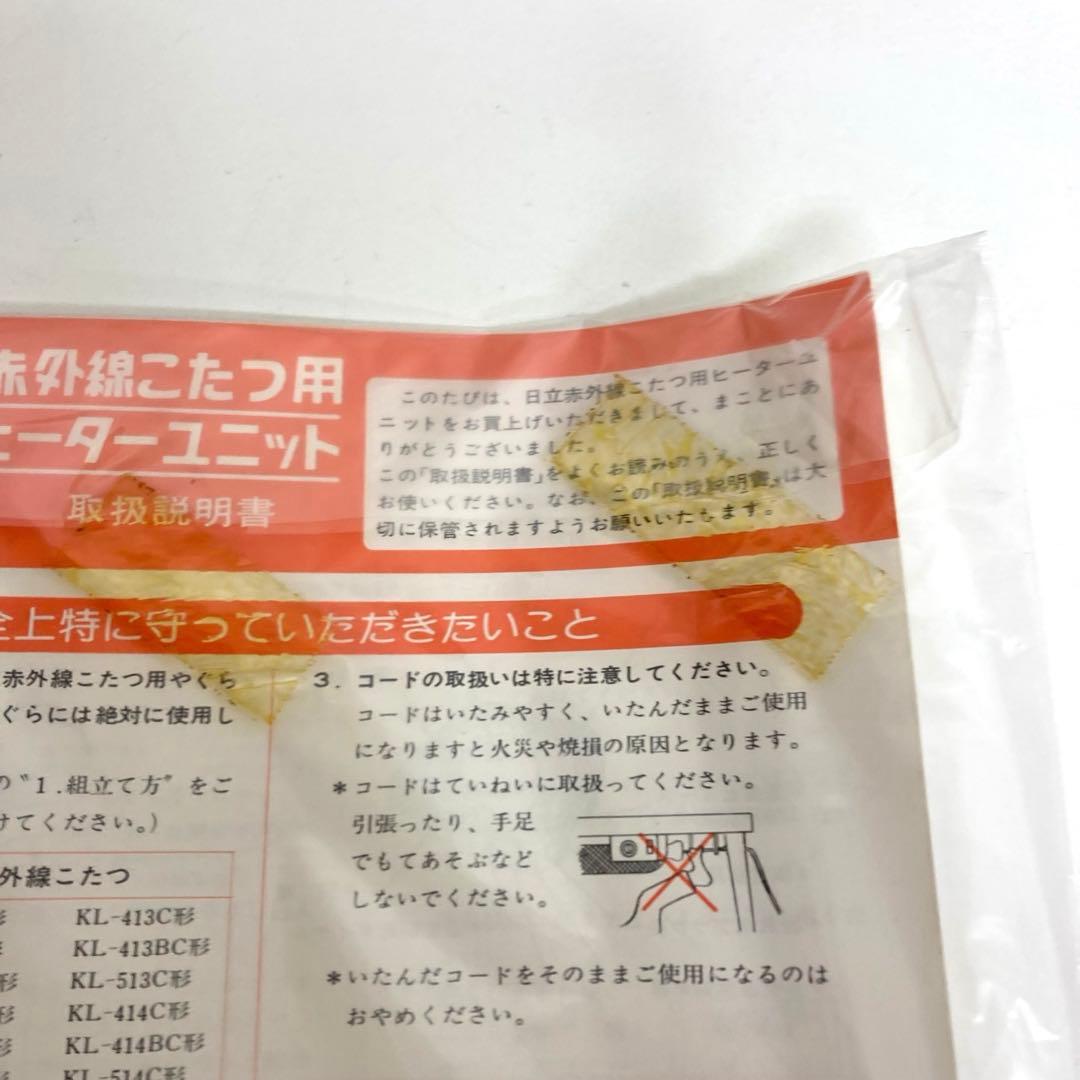 赤外線こたつ用
ヒーターユニット
取扱説明書
このたびは、日立赤外線こたつ用ヒーターユ
ニットをお買上げいただきまして、まことにあ
りがとうございました。
この「取扱説明書」をよくお読みのうえ、正しく
お使いください。なお、この「取扱説明書」は大
切に保管されますようお願いいたします。
全上特に守っていただきたいこと
赤外線こたつ用やぐら
ぐらには絶対に使用し
の〝1.組立て方〞をご
けてください。)
外線こたつ
形 KL-413C形
KL-413BC形
形 KL-513C形
形 KL-414C形
形 KL-414BC形
KL-514C形
3. コードの取扱いは特に注意してください。
コードはいたみやすく、いたんだままご使用
になりますと火災や焼損の原因となります。
*コードはていねいに取扱ってください。
引張ったり、手足
でもてあそぶなど
しないでください。
*いたんだコードをそのままご使用になるのは
おやめください。